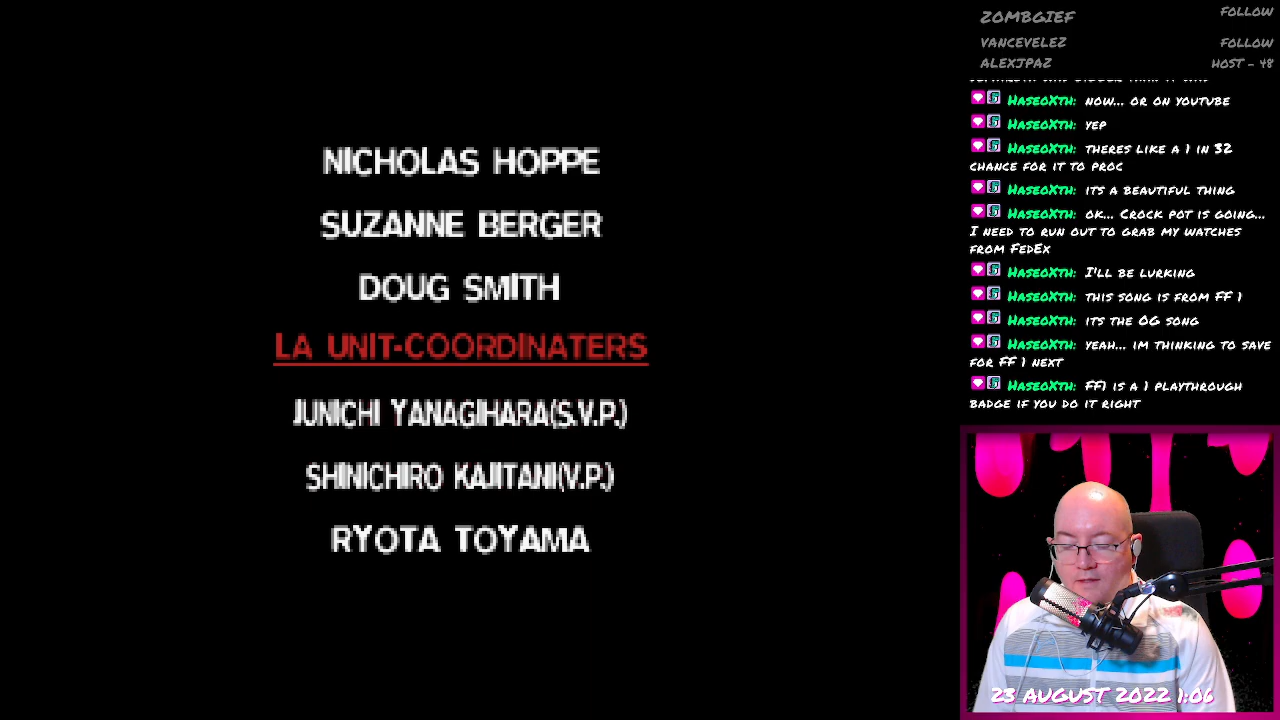 NICHOLAS HOPPE
SUZANNE BERGER
DOUG SMITH
LA UNIT-COORDINATERS
JUNICHI YANAGIHARA(S.V.P.)
SHINICHIRO KAJITANI(V.P.)
RYOTA TOYAMA
ZOMBGIEF FOLLOW
VANCEVELEZ FOLLOW
ALEXJPAZ HOST - 48
HaseoXth: now... or on youtube
HaseoXth: yep
HaseoXth: theres like a 1 in 32
chance for it to proc
HaseoXth: its a beautiful thing
HaseoXth: ok... Crock pot is going...
I need to run out to grab my watches
from FedEx
HaseoXth: I'll be lurking
HaseoXth: this song is from FF 1
HaseoXth: its the OG song
HaseoXth: yeah... im thinking to save
for FF 1 next
HaseoXth: FF1 is a 1 playthrough
badge if you do it right
23 AUGUST 2022 1:06